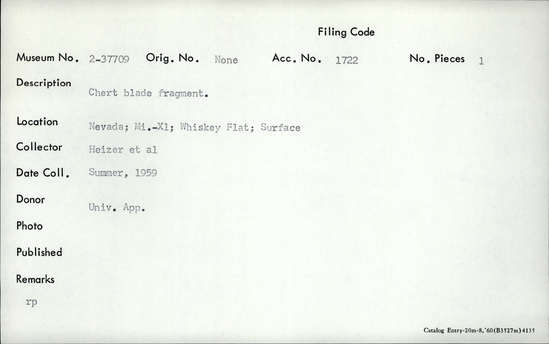 Filing Code
Museum No. 2-37709 Orig. No. None Acc. No. 1722 No. Pieces 1
Description Chert blade fragment.
Location Nevada; Mi.-X1; Whiskey Flat; Surface
Collector Heizer et al
Date Coll. Summer, 1959
Donor Univ. App.
Photo
Published
Remarks
rp
Catalog Entry-20m-8,'60(B3527m)4135